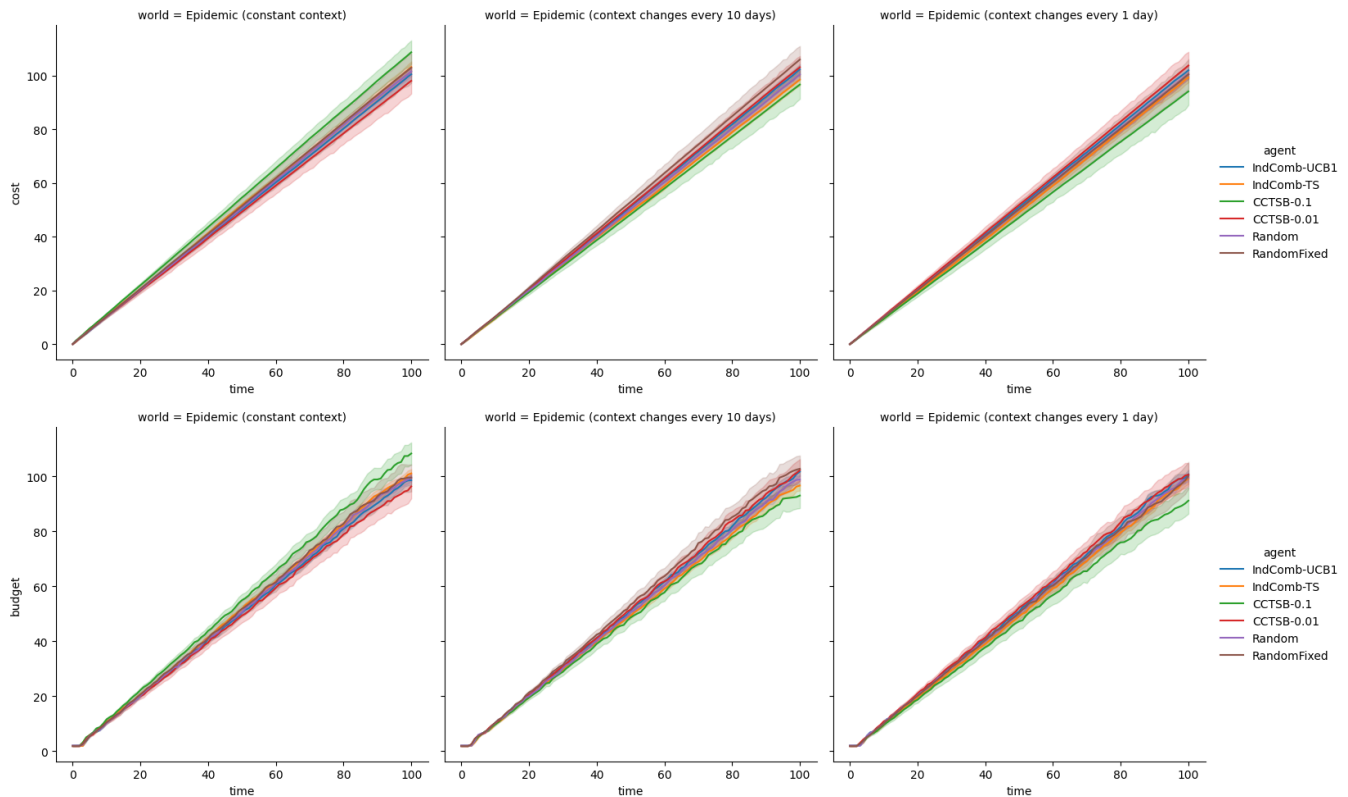 world = Epidemic (constant context)
world = Epidemic (context changes every 10 days)
world = Epidemic (context changes every 1 day)
cost
100
80
60
40
20
0
0 20 40 60 80 100
0 20 40 60 80 100
0 20 40 60 80 100
time
time
time
agent
IndComb-UCB1
IndComb-TS
CCTSB-0.1
CCTSB-0.01
Random
RandomFixed
world = Epidemic (constant context)
world = Epidemic (context changes every 10 days)
world = Epidemic (context changes every 1 day)
budget
100
80
60
40
20
0
0 20 40 60 80 100
0 20 40 60 80 100
0 20 40 60 80 100
time
time
time
agent
IndComb-UCB1
IndComb-TS
CCTSB-0.1
CCTSB-0.01
Random
RandomFixed